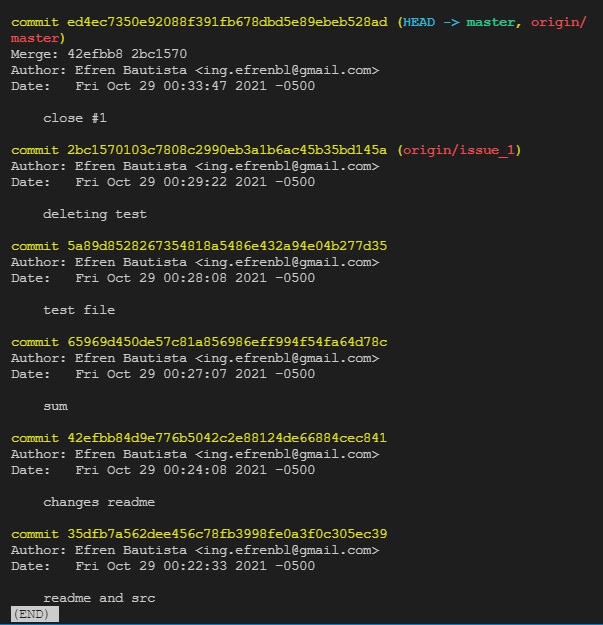 commit ed4ec7350e92088f391fb678dbd5e89ebeb528ad (HEAD -> master, origin/
master)
Merge: 42efbb8 2bc1570
Author: Efren Bautista <ing.efrenbl@gmail.com>
Date:   Fri Oct 29 00:33:47 2021 -0500
close #1
commit 2bc1570103c7808c2990eb3a1b6ac45b35bd145a (origin/issue_1)
Author: Efren Bautista <ing.efrenbl@gmail.com>
Date:   Fri Oct 29 00:29:22 2021 -0500
deleting test
commit 5a89d8528267354818a5486e432a94e04b277d35
Author: Efren Bautista <ing.efrenbl@gmail.com>
Date:   Fri Oct 29 00:28:08 2021 -0500
test file
commit 65969d450de57c81a856986eff994f54fa64d78c
Author: Efren Bautista <ing.efrenbl@gmail.com>
Date:   Fri Oct 29 00:27:07 2021 -0500
sum
commit 42efbb84d9e776b5042c2e88124de66884cec841
Author: Efren Bautista <ing.efrenbl@gmail.com>
Date:   Fri Oct 29 00:24:08 2021 -0500
changes readme
commit 35dfb7a562dee456c78fb3998fe0a3f0c305ec39
Author: Efren Bautista <ing.efrenbl@gmail.com>
Date:   Fri Oct 29 00:22:33 2021 -0500
readme and src
(END)